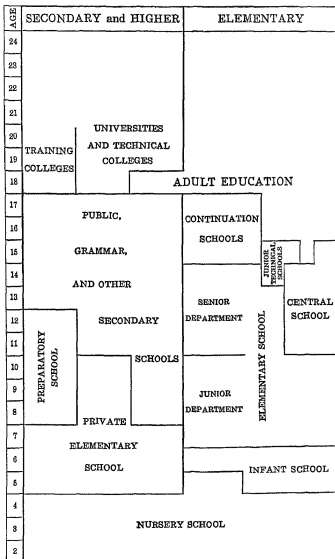 AGE
SECONDARY and HIGHER
ELEMENTARY
24
23
22
21
20
19
18
17
16
15
14
13
12
11
10
9
8
7
6
5
4
3
2
TRAINING
COLLEGES
UNIVERSITIES
AND TECHNICAL
COLLEGES
ADULT EDUCATION
PUBLIC,
GRAMMAR,
AND OTHER
SECONDARY
SCHOOLS
CONTINUATION
SCHOOLS
JUNIOR
TECHNICAL
SCHOOLS
CENTRAL
SCHOOL
SENIOR
DEPARTMENT
ELEMENTARY SCHOOL
JUNIOR
DEPARTMENT
PREPARATORY
SCHOOL
PRIVATE
ELEMENTARY
SCHOOL
INFANT SCHOOL
NURSERY SCHOOL